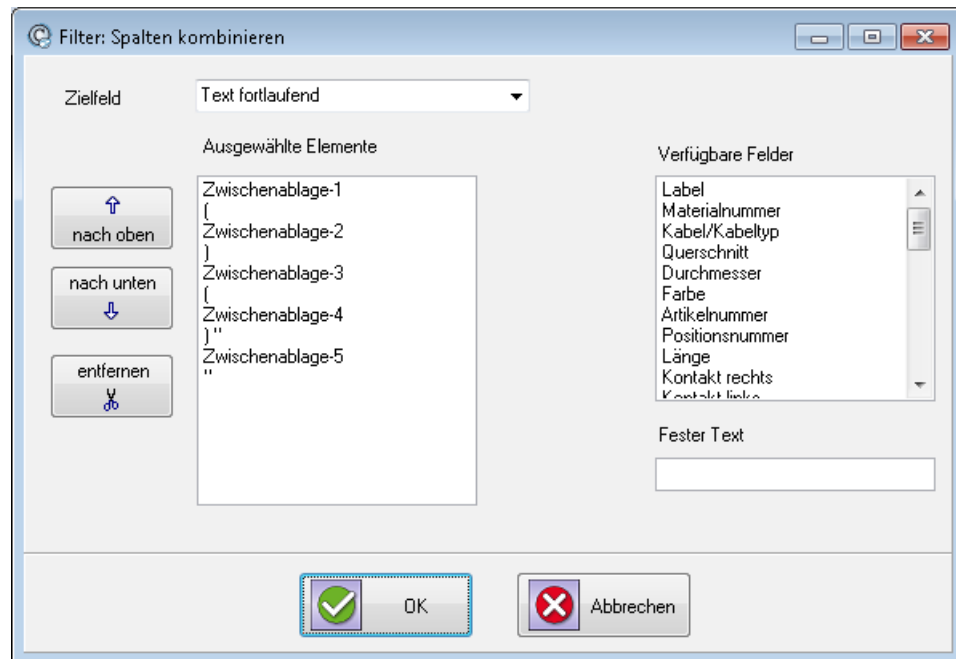 Filter: Spalten kombinieren
Zielfeld
Text fortlaufend
Ausgewählte Elemente
Zwischenablage-1
(
Zwischenablage-2
)
Zwischenablage-3
(
Zwischenablage-4
) "
Zwischenablage-5
"
nach oben
nach unten
entfernen
Verfügbare Felder
Label
Materialnummer
Kabel/Kabeltyp
Querschnitt
Durchmesser
Farbe
Artikelnummer
Positionsnummer
Länge
Kontakt rechts
Kontakt links
Fester Text
OK
Abbrechen